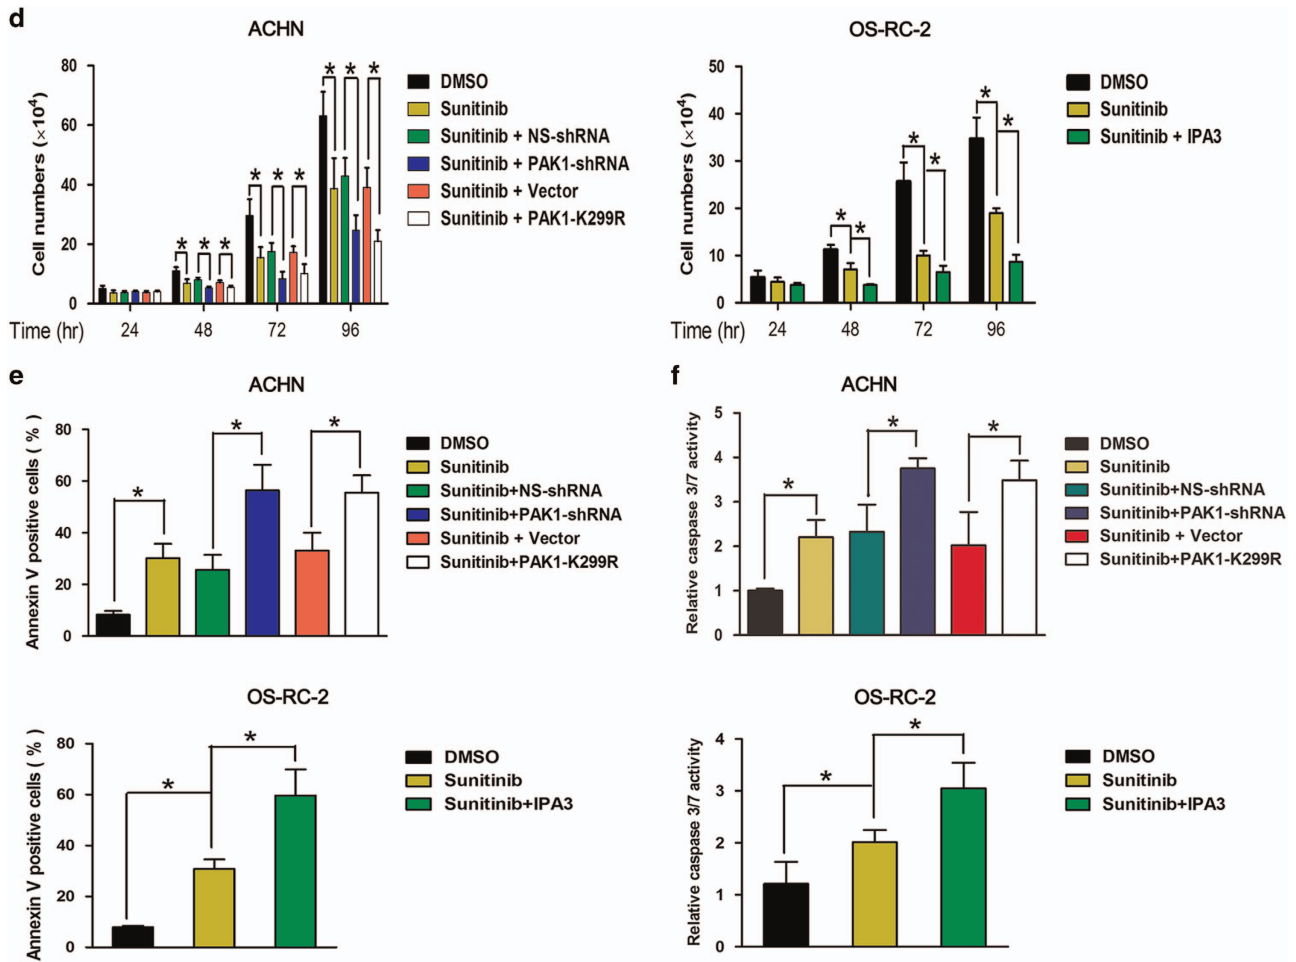 d
ACHN
80
60
40
20
0
Cell numbers (×10⁴)
* * *
* * *
* * *
* * *
Time (hr) 24 48 72 96
DMSO
Sunitinib
Sunitinib + NS-shRNA
Sunitinib + PAK1-shRNA
Sunitinib + Vector
Sunitinib + PAK1-K299R
OS-RC-2
50
40
30
20
10
0
Cell numbers (×10⁴)
* *
* *
* *
Time (hr) 24 48 72 96
DMSO
Sunitinib
Sunitinib + IPA3
e
ACHN
80
60
40
20
0
Annexin V positive cells ( % )
* * *
DMSO
Sunitinib
Sunitinib+NS-shRNA
Sunitinib+PAK1-shRNA
Sunitinib + Vector
Sunitinib+PAK1-K299R
f
ACHN
5
4
3
2
1
0
Relative caspase 3/7 activity
* * *
DMSO
Sunitinib
Sunitinib+NS-shRNA
Sunitinib+PAK1-shRNA
Sunitinib + Vector
Sunitinib+PAK1-K299R
OS-RC-2
80
60
40
20
0
Annexin V positive cells ( % )
* *
DMSO
Sunitinib
Sunitinib+IPA3
OS-RC-2
4
3
2
1
0
Relative caspase 3/7 activity
* *
DMSO
Sunitinib
Sunitinib+IPA3